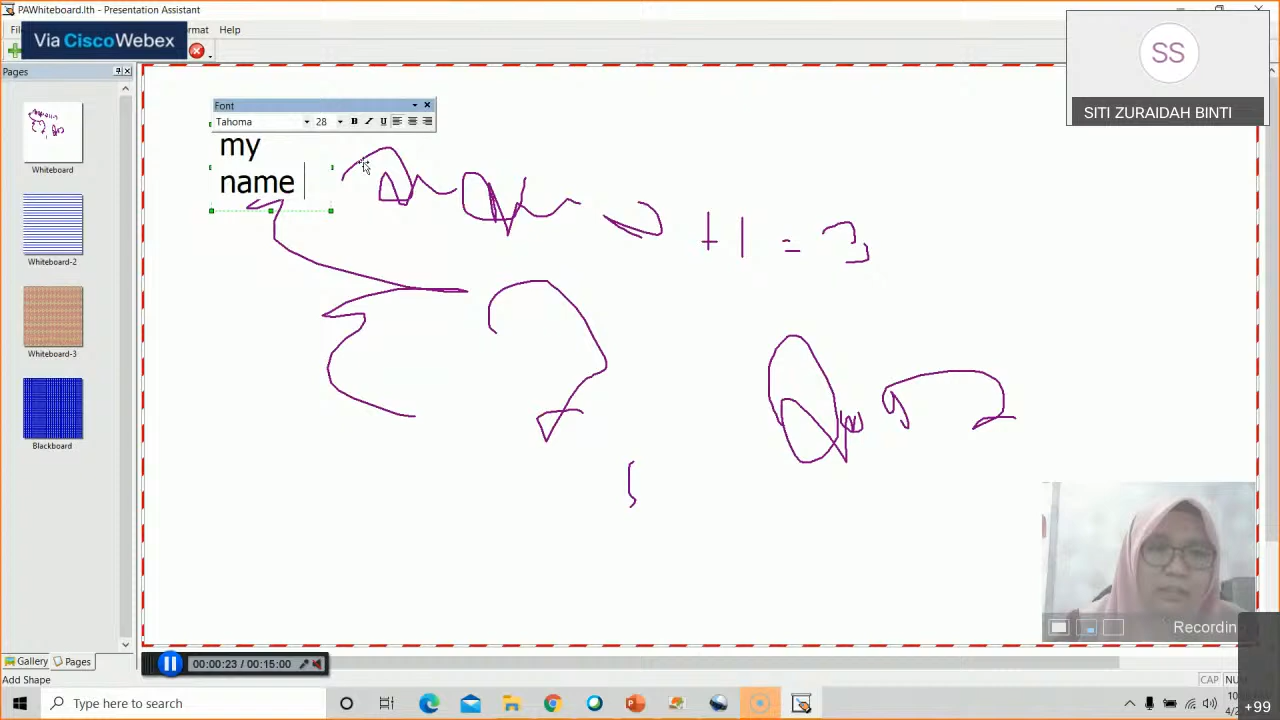 PAWhiteboard.lth - Presentation Assistant
Help
Via CiscoWebex
SS
SITI ZURAIDAH BINTI
Pages
Whiteboard
Whiteboard-2
Whiteboard-3
Blackboard
Font
Tahoma 28 B I U
my
name
+1 = 3
Recordin
Gallery Pages
00:00:23 / 00:15:00
Add Shape
CAP NU
Type here to search
+99